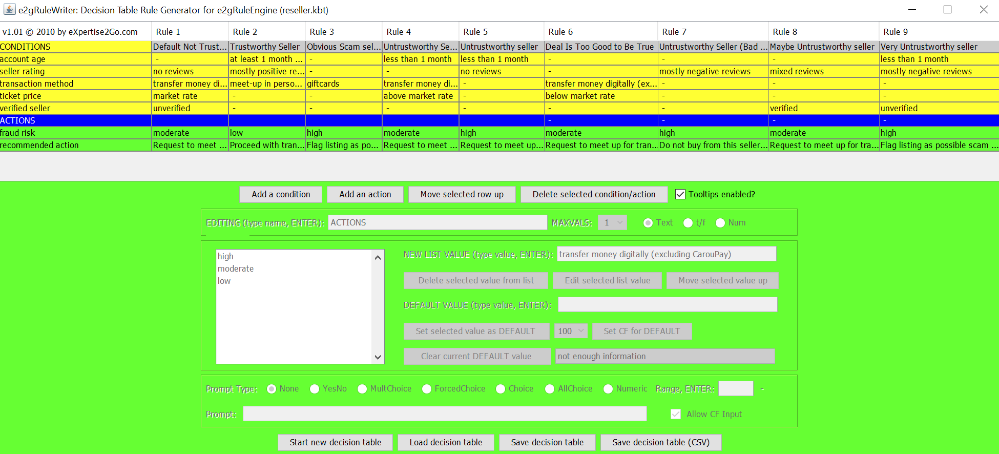 e2gRuleWriter: Decision Table Rule Generator for e2gRuleEngine (reseller.kbt)
v1.01 © 2010 by eXpertise2Go.com Rule 1 Rule 2 Rule 3 Rule 4 Rule 5 Rule 6 Rule 7 Rule 8 Rule 9
CONDITIONS Default Not Trust... Trustworthy Seller Obvious Scam sel... Untrustworthy Se... Untrustworthy seller Deal Is Too Good to Be True Untrustworthy Seller (Bad ... Maybe Untrustworthy seller Very Untrustworthy seller
account age - at least 1 month ... - less than 1 month less than 1 month - - - less than 1 month
seller rating no reviews mostly positive re... - - no reviews - mostly negative reviews mixed reviews mostly negative reviews
transaction method transfer money di... meet-up in perso... giftcards transfer money di... - transfer money digitally (ex... - - -
ticket price market rate - - above market rate - below market rate - - -
verified seller unverified - - - - - - verified unverified
ACTIONS - - - -
fraud risk moderate low high moderate high moderate high moderate high
recommended action Request to meet ... Proceed with tran... Flag listing as po... Request to meet ... Request to meet up... Request to meet up for tran... Do not buy from this seller... Request to meet up for tra... Flag listing as possible scam ...
Add a condition Add an action Move selected row up Delete selected condition/action Tooltips enabled?
EDITING (type name, ENTER): ACTIONS MAXVALS: 1 Text t/f Num
high
moderate
low
NEW LIST VALUE (type value, ENTER): transfer money digitally (excluding CarouPay)
Delete selected value from list Edit selected list value Move selected value up
DEFAULT VALUE (type value, ENTER):
Set selected value as DEFAULT 100 Set CF for DEFAULT
Clear current DEFAULT value not enough information
Prompt Type: None YesNo MultChoice ForcedChoice Choice AllChoice Numeric Range, ENTER: -
Prompt: Allow CF Input
Start new decision table Load decision table Save decision table Save decision table (CSV)